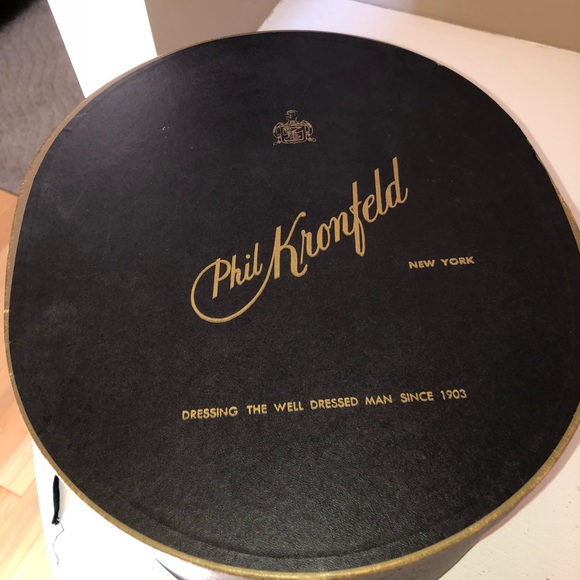 Phil Kronfeld
NEW YORK
DRESSING THE WELL DRESSED MAN SINCE 1903